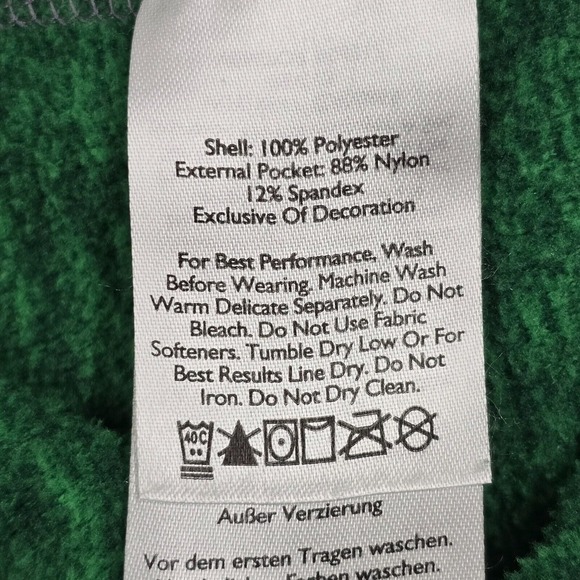 Shell: 100% Polyester
External Pocket: 88% Nylon
12% Spandex
Exclusive Of Decoration
For Best Performance, Wash
Before Wearing. Machine Wash
Warm Delicate Separately. Do Not
Bleach. Do Not Use Fabric
Softeners. Tumble Dry Low Or For
Best Results Line Dry. Do Not
Iron. Do Not Dry Clean.
40C
Außer Verzierung
Vor dem ersten Tragen waschen.
waschen.